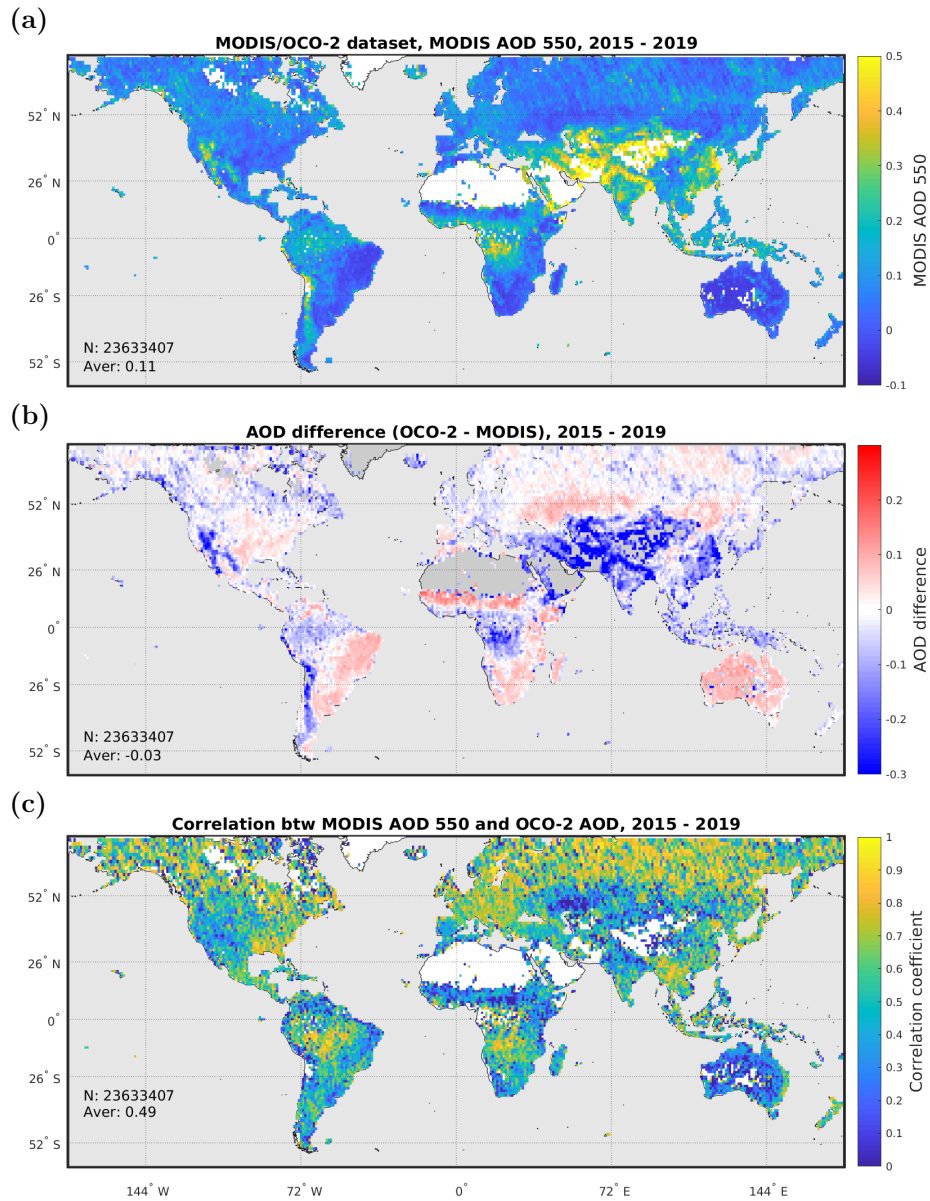 (a)
MODIS/OCO-2 dataset, MODIS AOD 550, 2015 - 2019
52° N
26° N
0°
26° S
52° S
N: 23633407
Aver: 0.11
0.5
0.4
0.3
0.2
0.1
0
-0.1
MODIS AOD 550
(b)
AOD difference (OCO-2 - MODIS), 2015 - 2019
52° N
26° N
0°
26° S
52° S
N: 23633407
Aver: -0.03
0.2
0.1
0
-0.1
-0.2
-0.3
AOD difference
(c)
Correlation btw MODIS AOD 550 and OCO-2 AOD, 2015 - 2019
52° N
26° N
0°
26° S
52° S
N: 23633407
Aver: 0.49
1
0.9
0.8
0.7
0.6
0.5
0.4
0.3
0.2
0.1
0
Correlation coefficient
144° W 72° W 0° 72° E 144° E